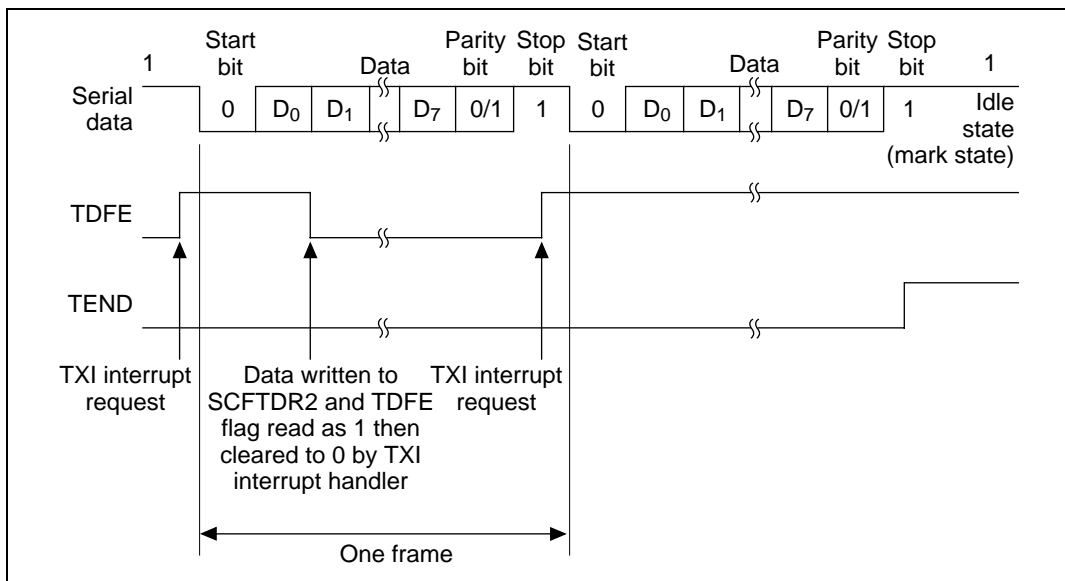 Start bit Data Parity bit Stop bit Start bit Data Parity bit Stop bit
1 1
Serial data 0 D0 D1 D7 0/1 1 0 D0 D1 D7 0/1 1 Idle state (mark state)
TDFE
TEND
TXI interrupt request
Data written to
SCFTDR2 and TDFE
flag read as 1 then
cleared to 0 by TXI
interrupt handler
TXI interrupt
request
One frame